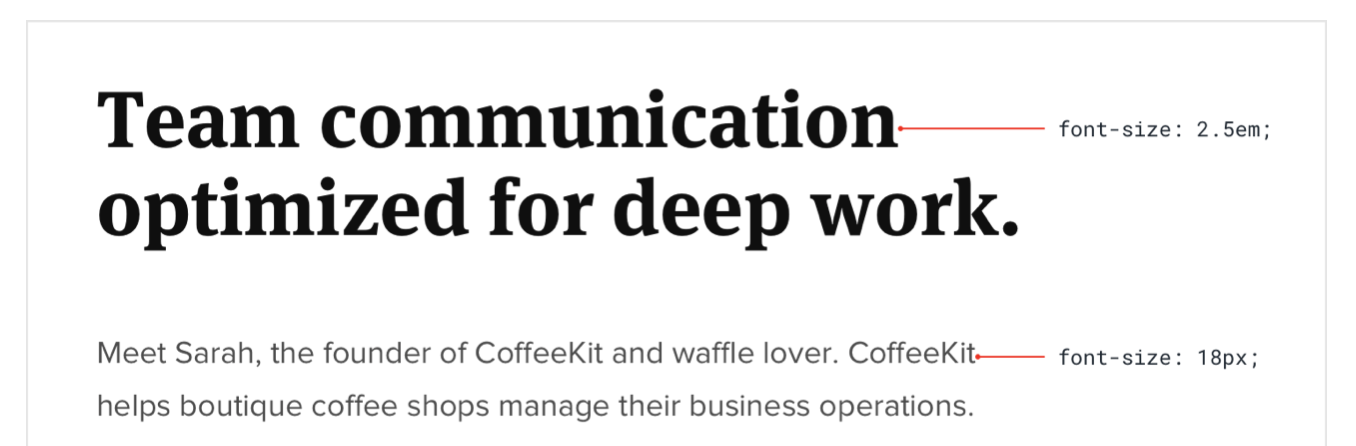 Team communication
font-size: 2.5em;
optimized for deep work.
Meet Sarah, the founder of CoffeeKit and waffle lover. CoffeeKit
font-size: 18px;
helps boutique coffee shops manage their business operations.